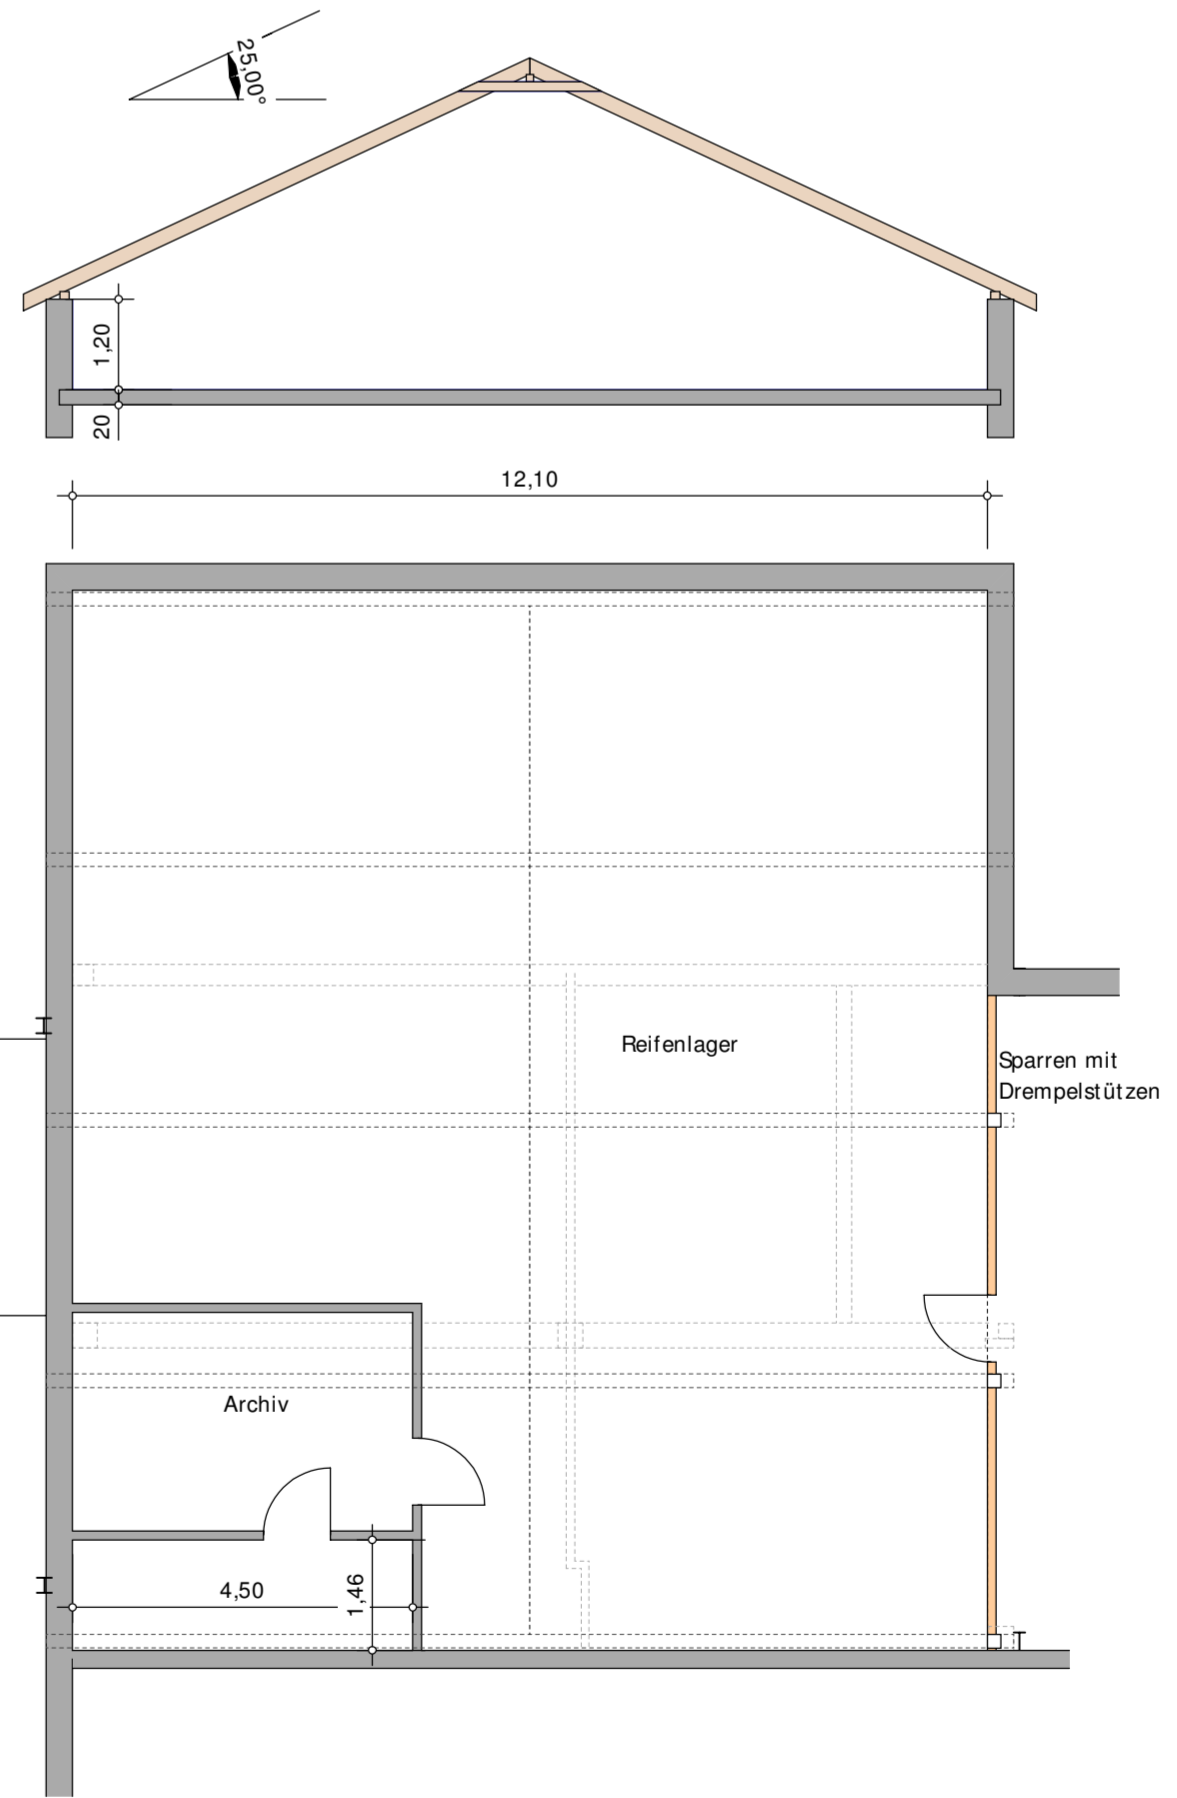 25,00°
1,20
20
12,10
Reifenlager
Sparren mit
Drempelstützen
Archiv
4,50
1,46